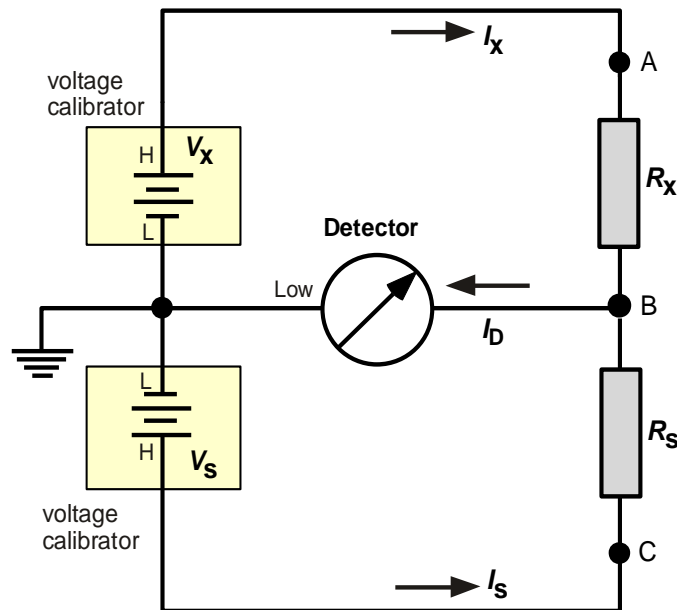 I_X
A
voltage
calibrator
H
V_X
R_X
L
Detector
Low
B
I_D
L
H
V_S
R_S
voltage
calibrator
C
I_S